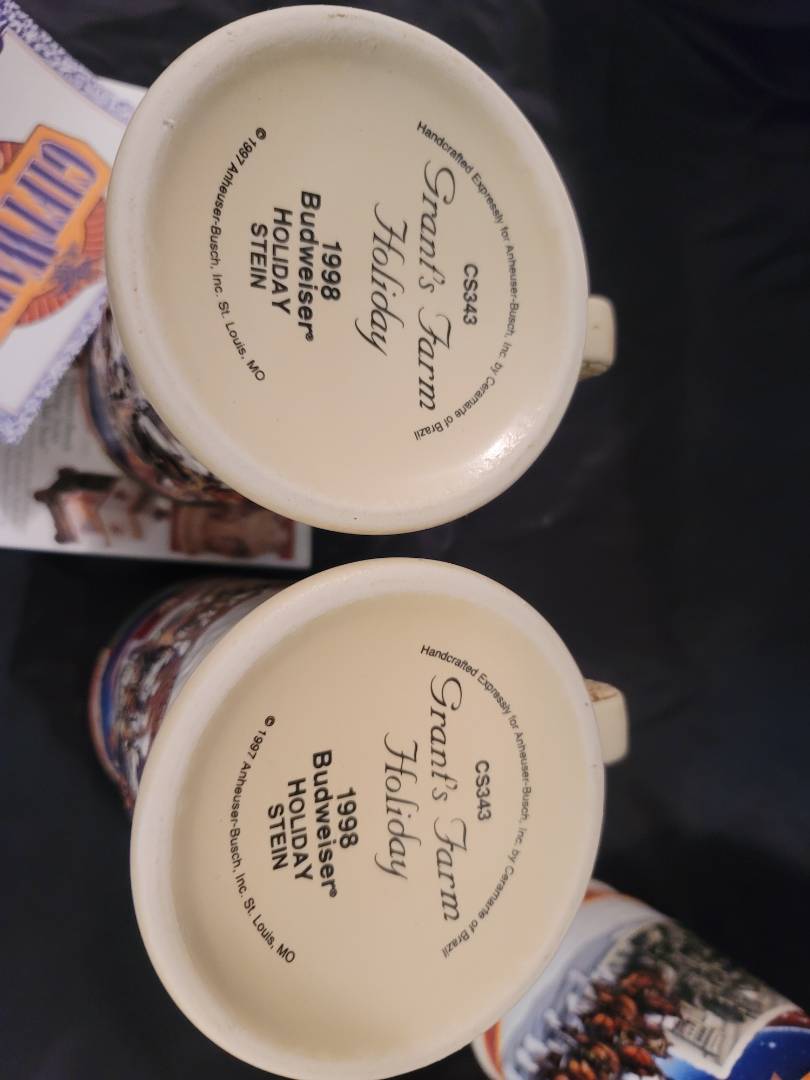 Handcrafted Expressly for Anheuser-Busch, Inc. by Ceramarte of Brazil
CS343
Grant's Farm
Holiday
1998
Budweiser®
HOLIDAY
STEIN
© 1997 Anheuser-Busch, Inc. St. Louis, MO
Handcrafted Expressly for Anheuser-Busch, Inc. by Ceramarte of Brazil
CS343
Grant's Farm
Holiday
1998
Budweiser®
HOLIDAY
STEIN
© 1997 Anheuser-Busch, Inc. St. Louis, MO